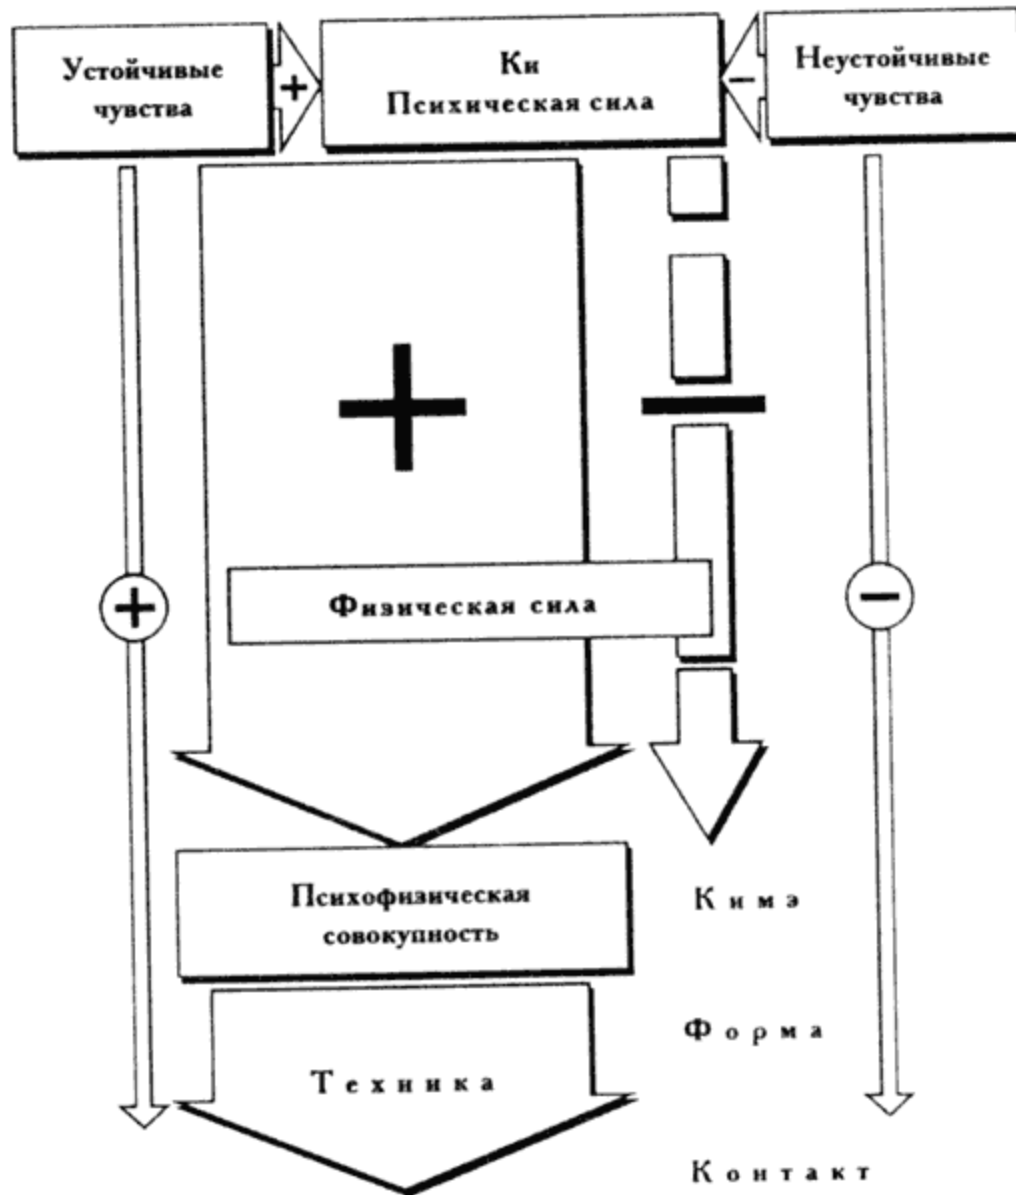 Устойчивые
чувства
+
Ки
Психическая сила
−
Неустойчивые
чувства
+
−
Физическая сила
+
−
Психофизическая
совокупность
Кимэ
Форма
Техника
Контакт